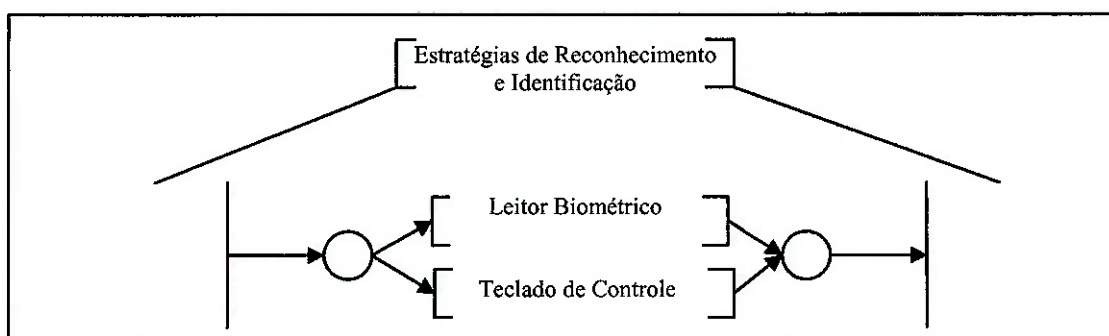 Estratégias de Reconhecimento
e Identificação
Leitor Biométrico
Teclado de Controle